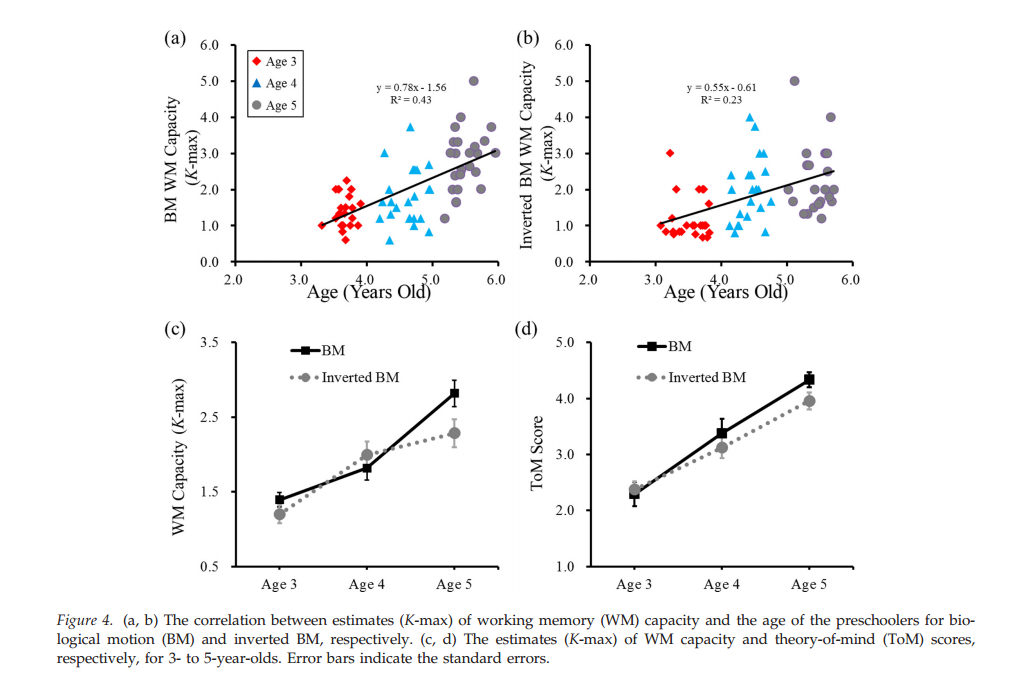 (a)
6.0
5.0
4.0
3.0
2.0
1.0
0.0
BM WM Capacity
(K-max)
Age 3
Age 4
Age 5
y = 0.78x - 1.56
R² = 0.43
2.0 3.0 4.0 5.0 6.0
Age (Years Old)
(b)
6.0
5.0
4.0
3.0
2.0
1.0
0.0
Inverted BM WM Capacity
(K-max)
y = 0.55x - 0.61
R² = 0.23
2.0 3.0 4.0 5.0 6.0
Age (Years Old)
(c)
3.5
2.5
1.5
0.5
WM Capacity (K-max)
BM
Inverted BM
Age 3 Age 4 Age 5
(d)
5.0
4.0
3.0
2.0
1.0
ToM Score
BM
Inverted BM
Age 3 Age 4 Age 5
Figure 4. (a, b) The correlation between estimates (K-max) of working memory (WM) capacity and the age of the preschoolers for bio-
logical motion (BM) and inverted BM, respectively. (c, d) The estimates (K-max) of WM capacity and theory-of-mind (ToM) scores,
respectively, for 3- to 5-year-olds. Error bars indicate the standard errors.